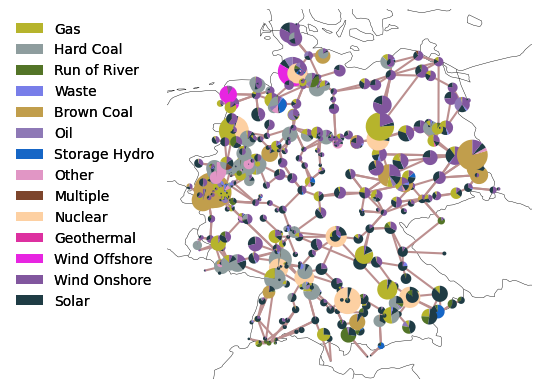 Gas
Hard Coal
Run of River
Waste
Brown Coal
Oil
Storage Hydro
Other
Multiple
Nuclear
Geothermal
Wind Offshore
Wind Onshore
Solar